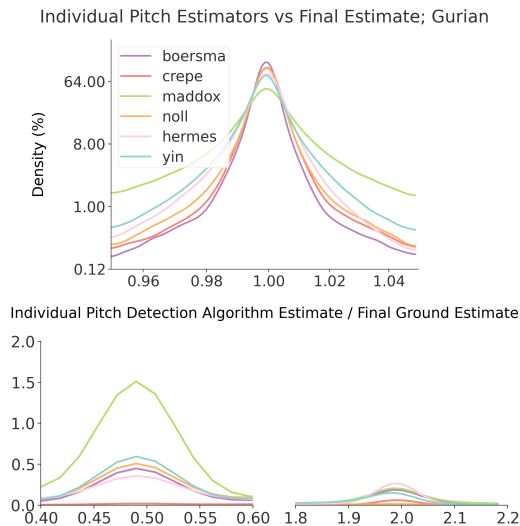 Individual Pitch Estimators vs Final Estimate; Gurian
boersma
crepe
maddox
noll
hermes
yin
Density (%)
64.00
8.00
1.00
0.12
0.96 0.98 1.00 1.02 1.04
Individual Pitch Detection Algorithm Estimate / Final Ground Estimate
2.0
1.5
1.0
0.5
0.0
0.40 0.45 0.50 0.55 0.60
1.8 1.9 2.0 2.1 2.2